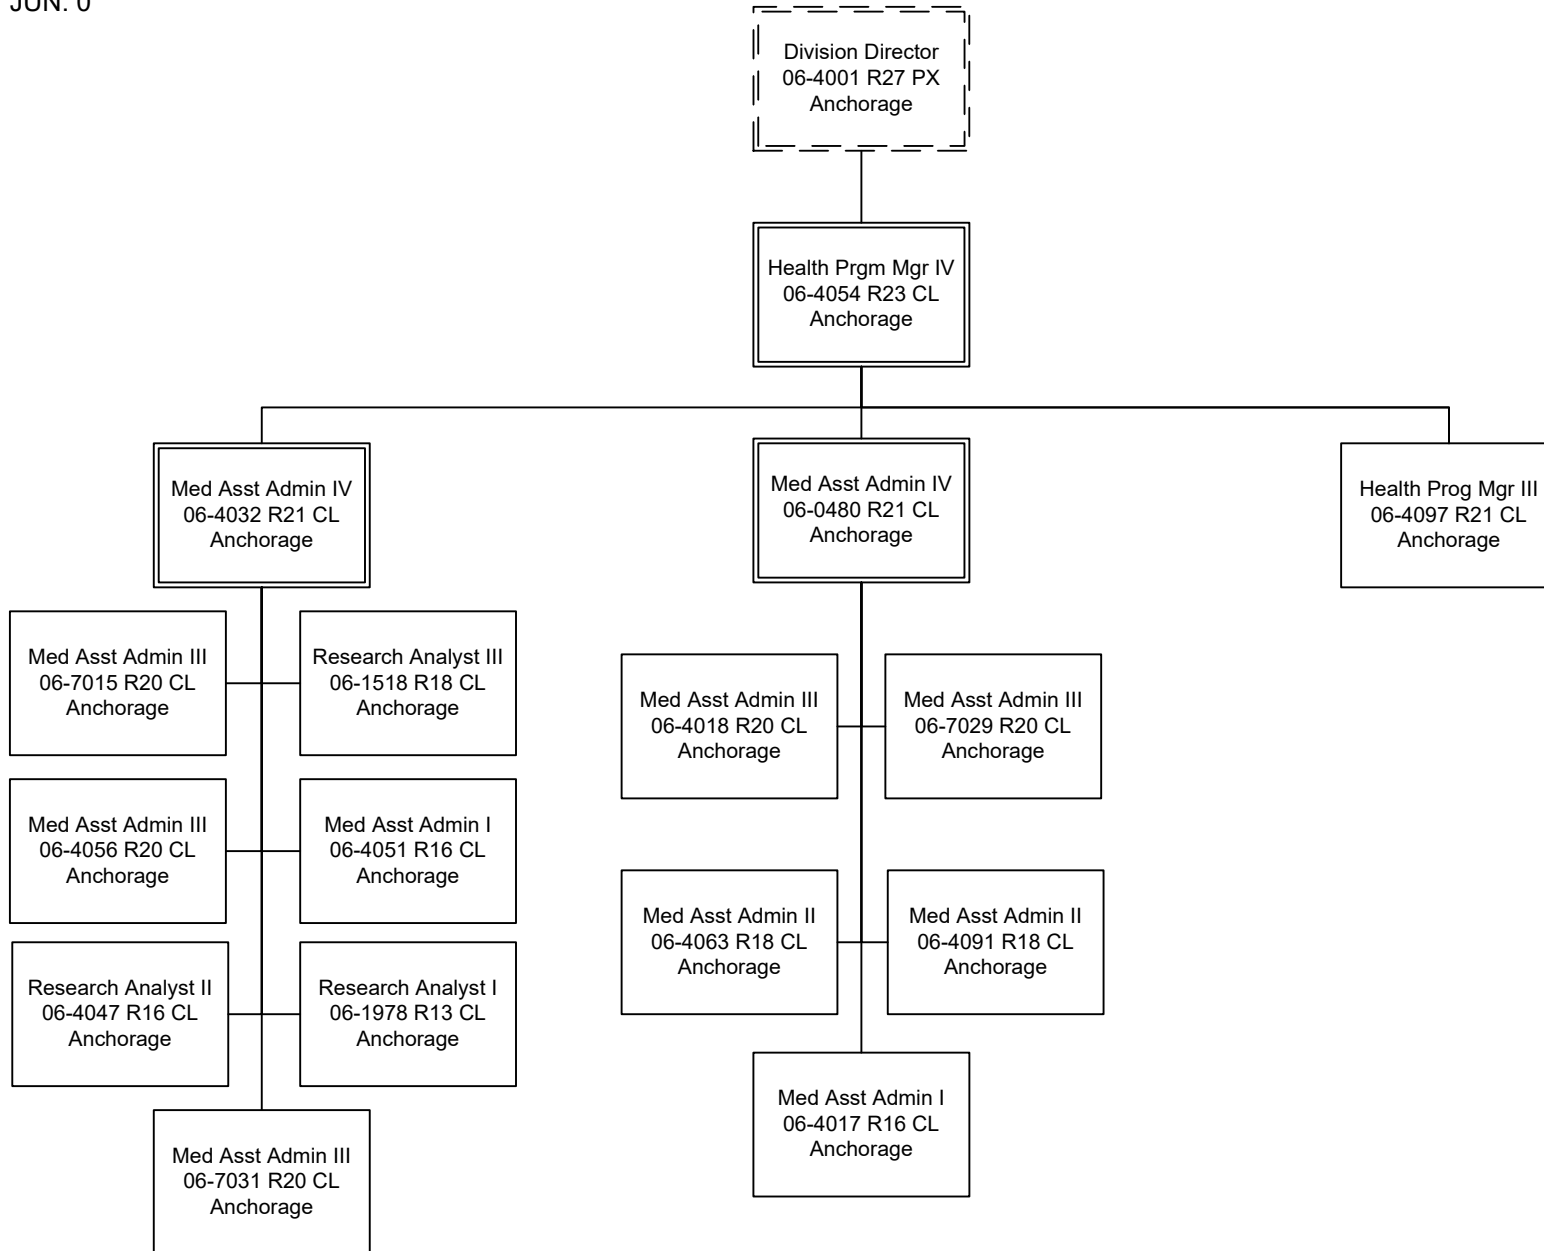 JUN: 0
Division Director
06-4001 R27 PX
Anchorage
Health Prgm Mgr IV
06-4054 R23 CL
Anchorage
Med Asst Admin IV
06-4032 R21 CL
Anchorage
Med Asst Admin IV
06-0480 R21 CL
Anchorage
Health Prog Mgr III
06-4097 R21 CL
Anchorage
Med Asst Admin III
06-7015 R20 CL
Anchorage
Research Analyst III
06-1518 R18 CL
Anchorage
Med Asst Admin III
06-4018 R20 CL
Anchorage
Med Asst Admin III
06-7029 R20 CL
Anchorage
Med Asst Admin III
06-4056 R20 CL
Anchorage
Med Asst Admin I
06-4051 R16 CL
Anchorage
Med Asst Admin II
06-4063 R18 CL
Anchorage
Med Asst Admin II
06-4091 R18 CL
Anchorage
Research Analyst II
06-4047 R16 CL
Anchorage
Research Analyst I
06-1978 R13 CL
Anchorage
Med Asst Admin I
06-4017 R16 CL
Anchorage
Med Asst Admin III
06-7031 R20 CL
Anchorage